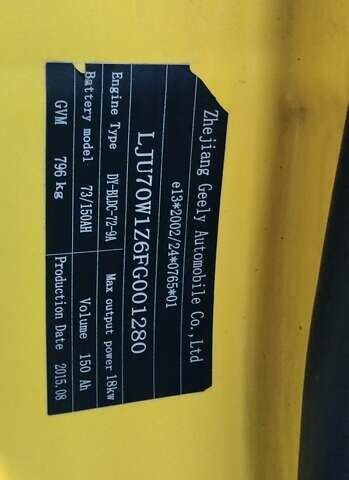 Zhejiang Geely Automobile Co.,Ltd
e13*2002/24*0765*01
LJU70W1Z6FG001280
Engine Type DY-BLDC-72-9A Max output power 18kw
Battery model 73/150AH Volume 150 Ah
GVM 796 kg Production Date 2015.08